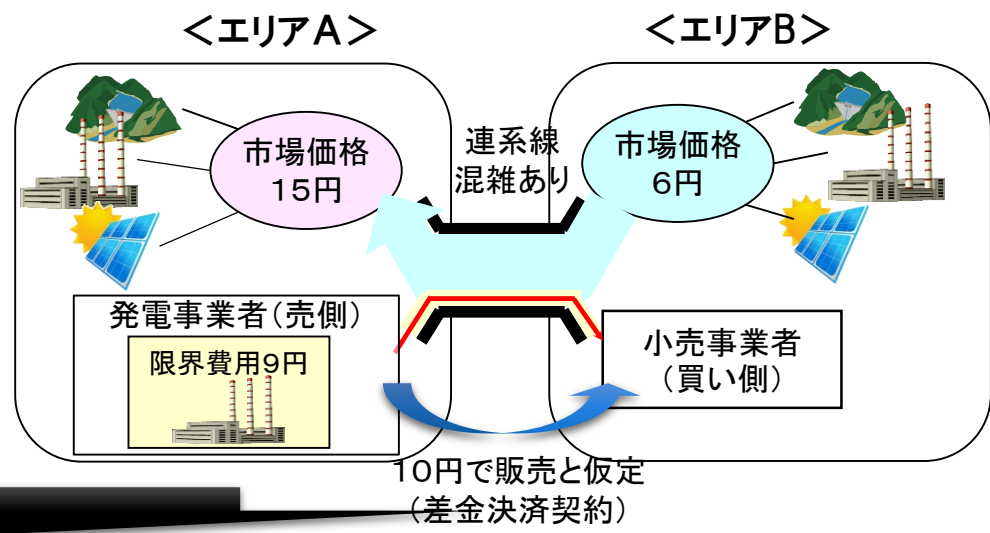 <エリアA>
<エリアB>
市場価格
15円
連系線
混雑あり
市場価格
6円
発電事業者(売側)
限界費用9円
小売事業者
(買い側)
10円で販売と仮定
(差金決済契約)